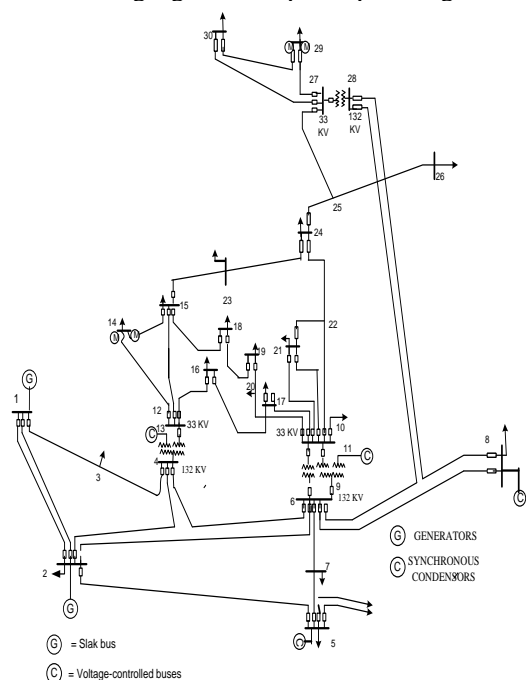 30
M
M
29
27
28
33
KV
132
KV
26
25
24
23
15
14
M
M
18
22
21
19
16
20
17
G
1
12
33 KV
13
C
4
132 KV
3
33 KV
10
11
C
9
132 KV
6
8
C
G
GENERATORS
C
SYNCHRONOUS
CONDENSORS
7
2
G
5
G
= Slak bus
C
= Voltage-controlled buses